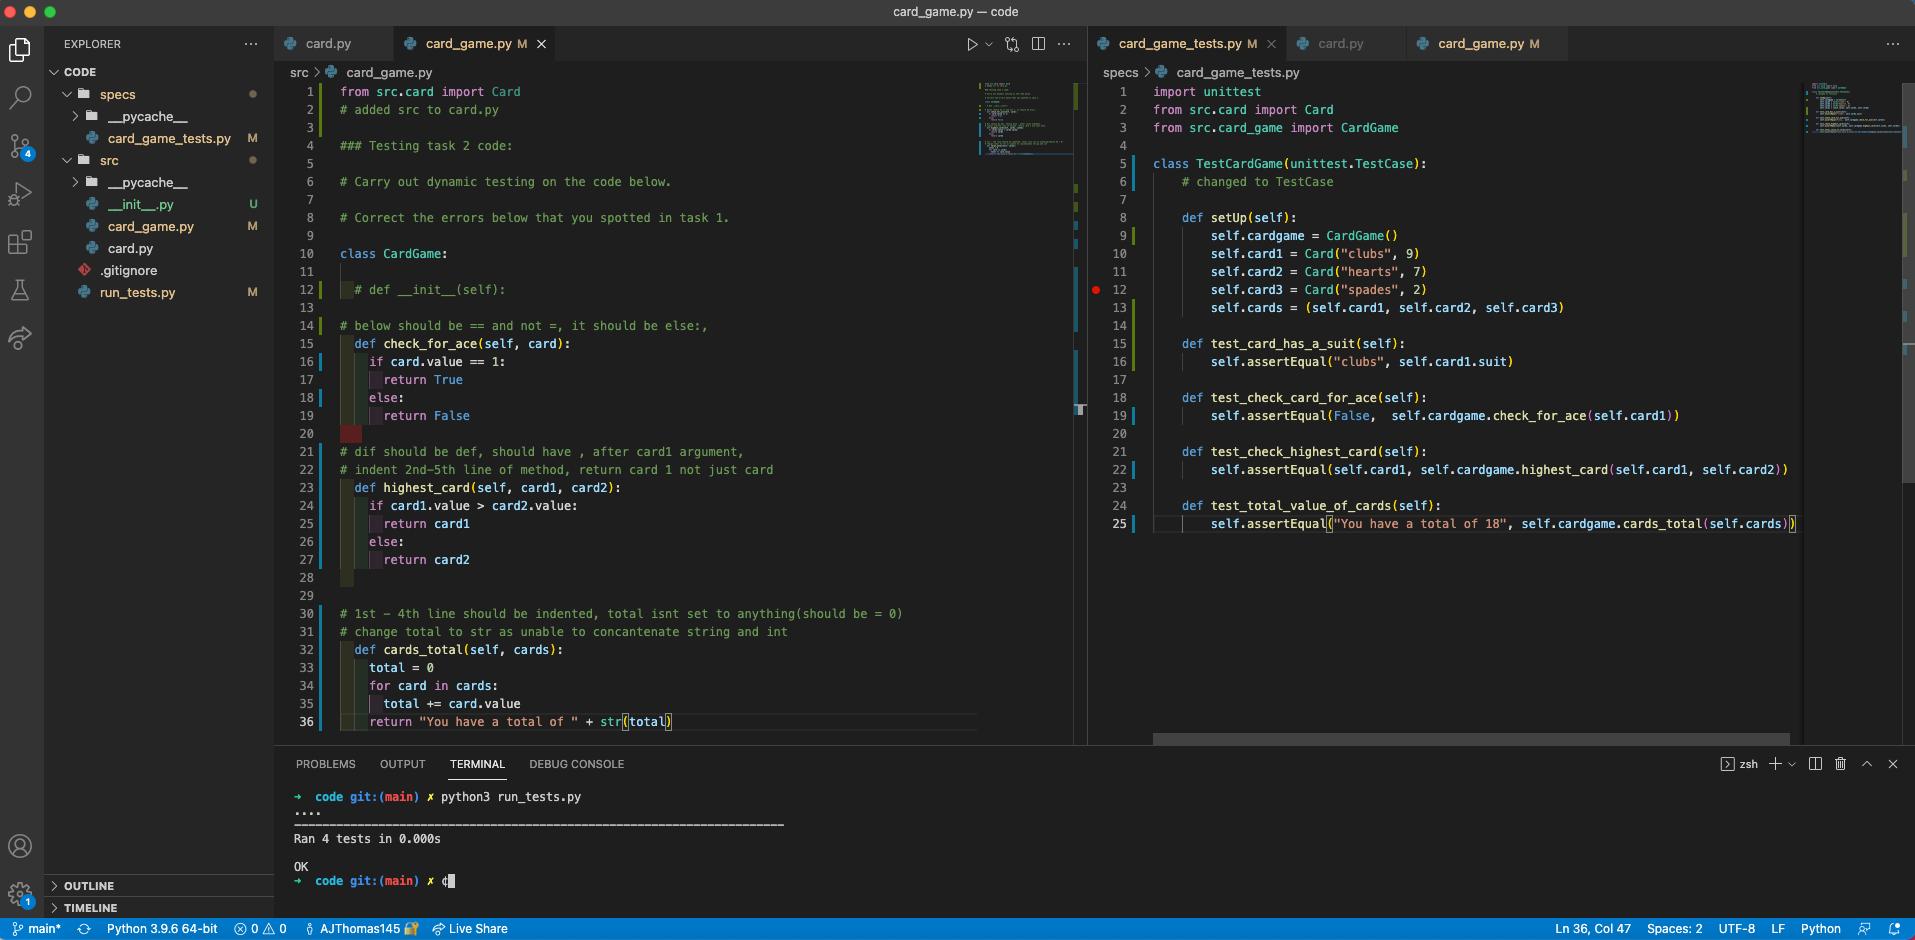 card_game.py — code
EXPLORER
CODE
specs
__pycache__
card_game_tests.py M
src
__pycache__
__init__.py U
card_game.py M
card.py
.gitignore
run_tests.py M
OUTLINE
TIMELINE
card.py
card_game.py M
src > card_game.py
1 from src.card import Card
2 # added src to card.py
3
4 ### Testing task 2 code:
5
6 # Carry out dynamic testing on the code below.
7
8 # Correct the errors below that you spotted in task 1.
9
10 class CardGame:
11
12 # def __init__(self):
13
14 # below should be == and not =, it should be else:,
15 def check_for_ace(self, card):
16 if card.value == 1:
17 return True
18 else:
19 return False
20
21 # dif should be def, should have , after card1 argument,
22 # indent 2nd-5th line of method, return card 1 not just card
23 def highest_card(self, card1, card2):
24 if card1.value > card2.value:
25 return card1
26 else:
27 return card2
28
29
30 # 1st - 4th line should be indented, total isnt set to anything(should be = 0)
31 # change total to str as unable to concantenate string and int
32 def cards_total(self, cards):
33 total = 0
34 for card in cards:
35 total += card.value
36 return "You have a total of " + str(total)
card_game_tests.py M
card.py
card_game.py M
specs > card_game_tests.py
1 import unittest
2 from src.card import Card
3 from src.card_game import CardGame
4
5 class TestCardGame(unittest.TestCase):
6 # changed to TestCase
7
8 def setUp(self):
9 self.cardgame = CardGame()
10 self.card1 = Card("clubs", 9)
11 self.card2 = Card("hearts", 7)
12 self.card3 = Card("spades", 2)
13 self.cards = (self.card1, self.card2, self.card3)
14
15 def test_card_has_a_suit(self):
16 self.assertEqual("clubs", self.card1.suit)
17
18 def test_check_card_for_ace(self):
19 self.assertEqual(False, self.cardgame.check_for_ace(self.card1))
20
21 def test_check_highest_card(self):
22 self.assertEqual(self.card1, self.cardgame.highest_card(self.card1, self.card2))
23
24 def test_total_value_of_cards(self):
25 self.assertEqual("You have a total of 18", self.cardgame.cards_total(self.cards))
PROBLEMS OUTPUT TERMINAL DEBUG CONSOLE
zsh
→ code git:(main) ✗ python3 run_tests.py
....
----------------------------------------------------------------------
Ran 4 tests in 0.000s
OK
→ code git:(main) ✗ ¢
4
1
main* Python 3.9.6 64-bit 0 0 AJThomas145 Live Share
Ln 36, Col 47 Spaces: 2 UTF-8 LF Python